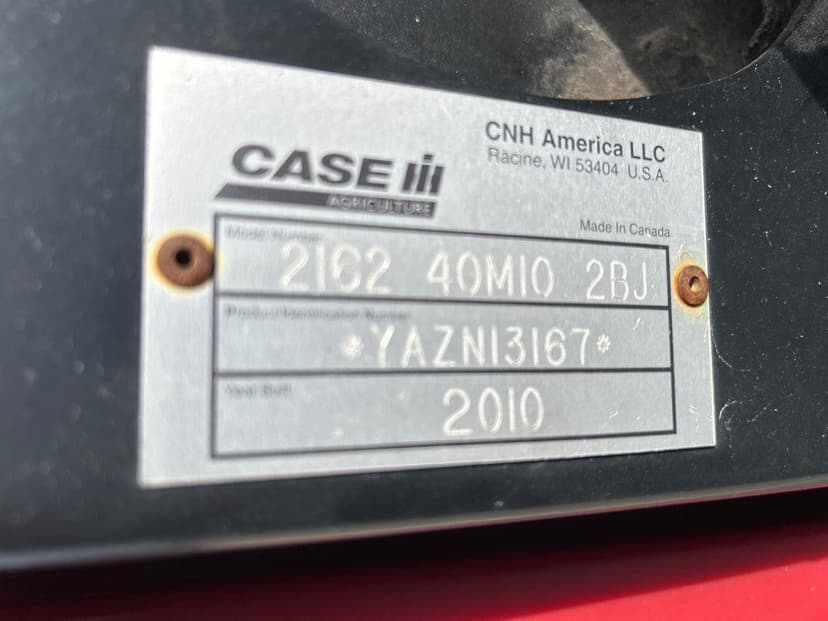 CASE IH
AGRICULTURE
CNH America LLC
Racine, WI 53404 U.S.A.
Made In Canada
Model Number
2162 40M10 2BJ
Product Identification Number
*YAZN13167*
Year Built
2010